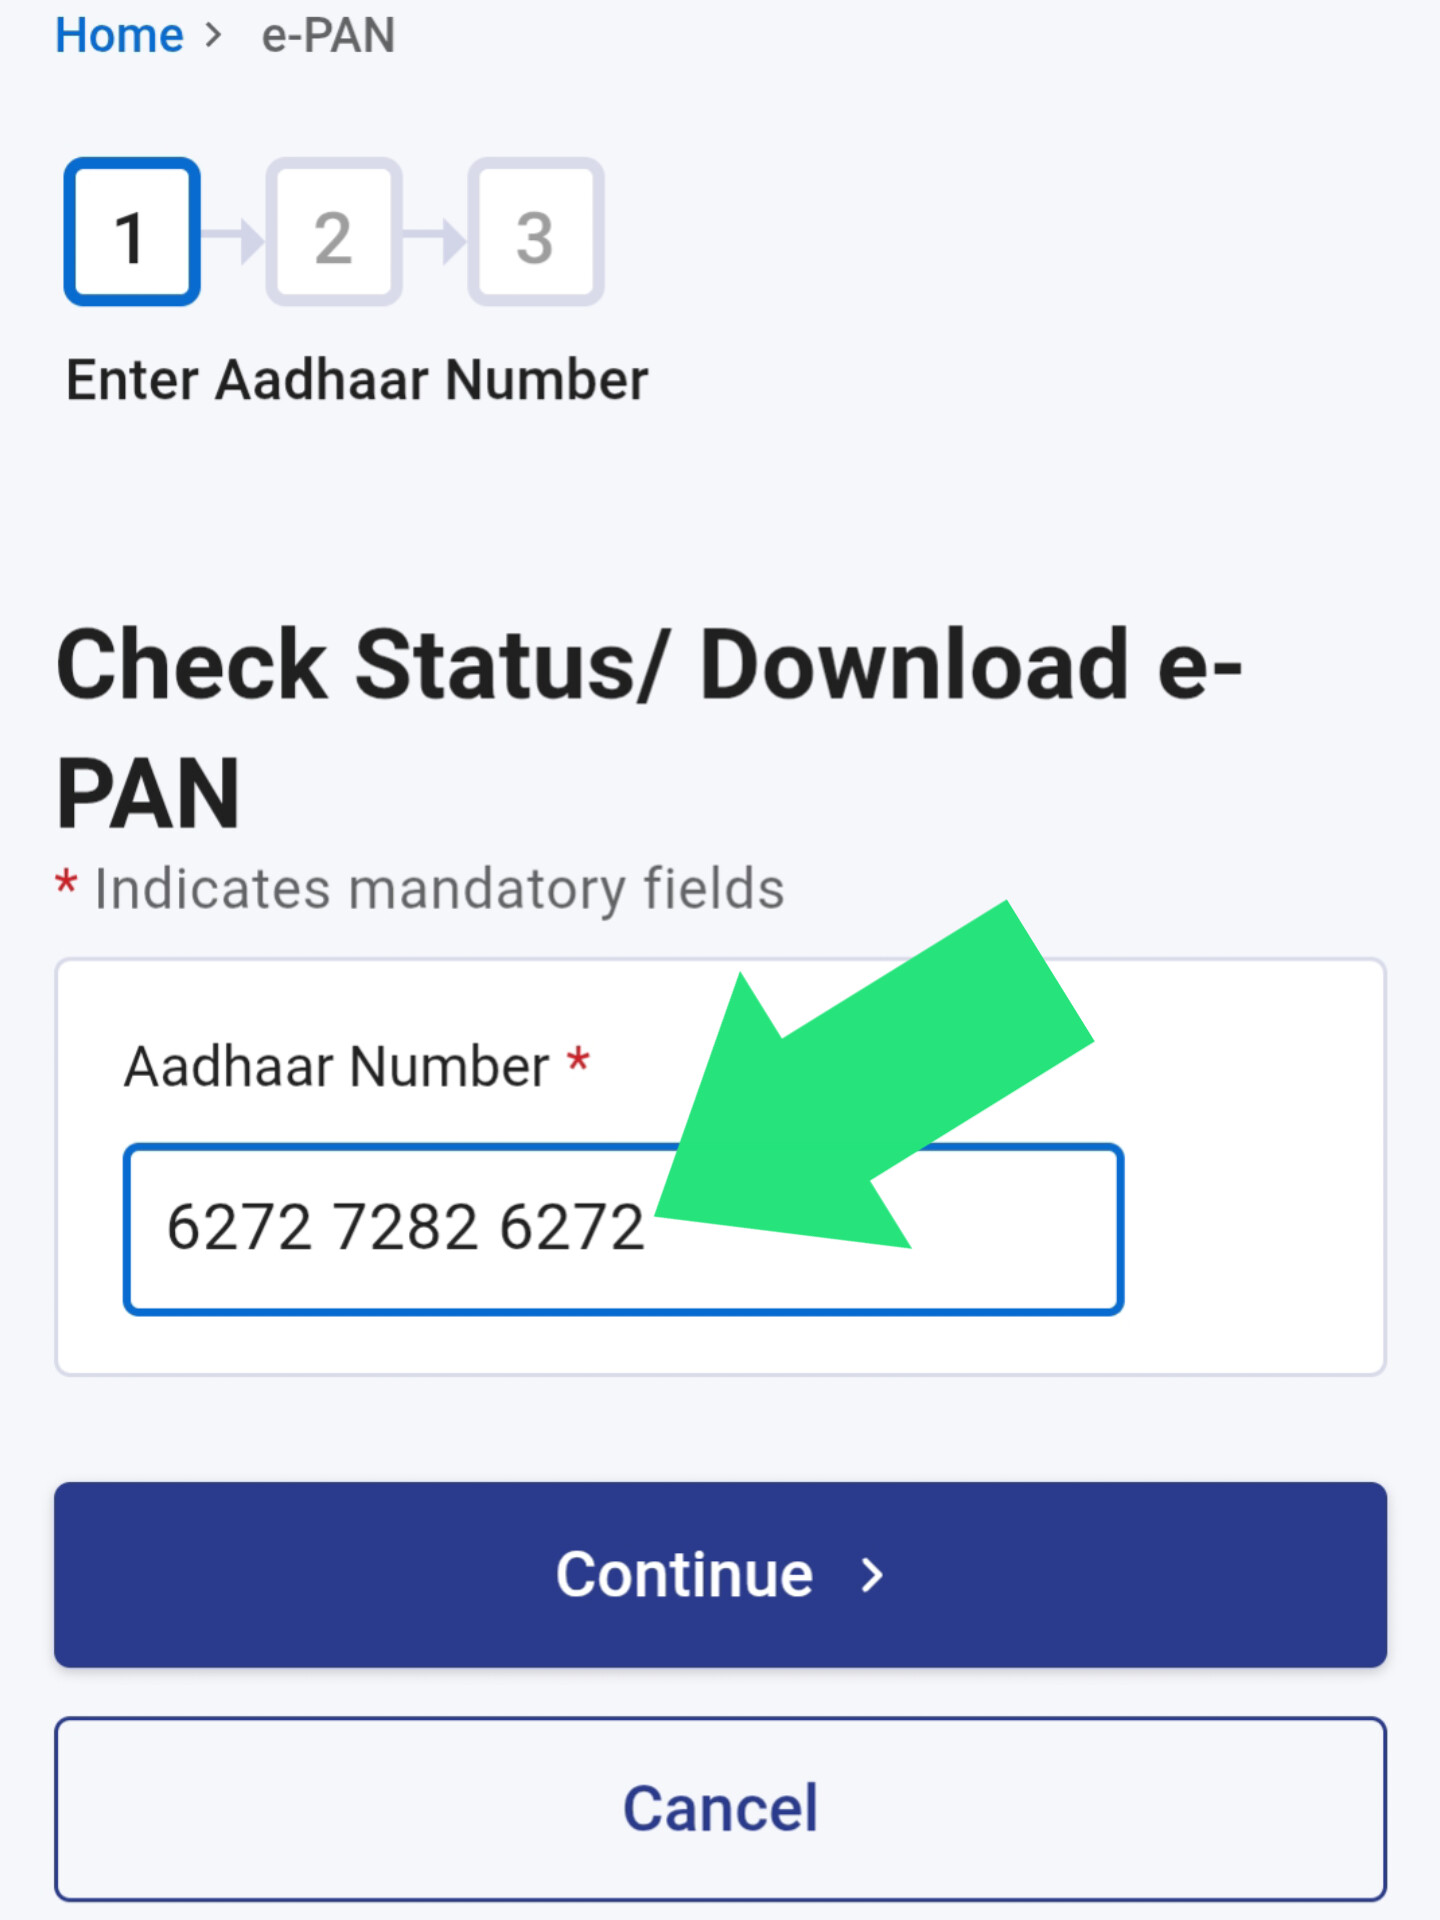 Home > e-PAN
1 2 3
Enter Aadhaar Number
Check Status/ Download e-
PAN
* Indicates mandatory fields
Aadhaar Number *
6272 7282 6272
Continue >
Cancel